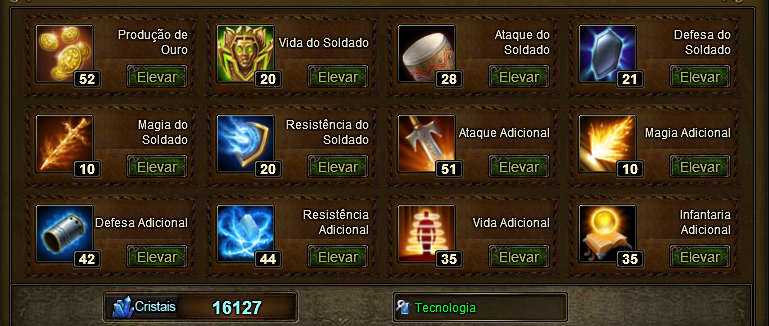 Produção de
Ouro
52
Elevar
Vida do Soldado
20
Elevar
Ataque do
Soldado
28
Elevar
Defesa do
Soldado
21
Elevar
Magia do
Soldado
10
Elevar
Resistência do
Soldado
20
Elevar
Ataque Adicional
51
Elevar
Magia Adicional
10
Elevar
Defesa Adicional
42
Elevar
Resistência
Adicional
44
Elevar
Vida Adicional
35
Elevar
Infantaria
Adicional
35
Elevar
Cristais 16127
Tecnologia